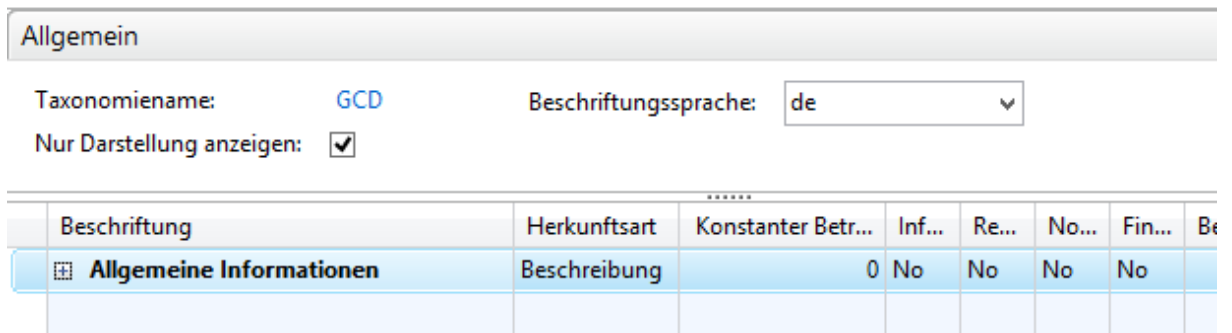 Allgemein
Taxonomiename: GCD Beschriftungssprache: de
Nur Darstellung anzeigen:
Beschriftung Herkunftsart Konstanter Betr... Inf... Re... No... Fin... Be
Allgemeine Informationen Beschreibung 0 No No No No